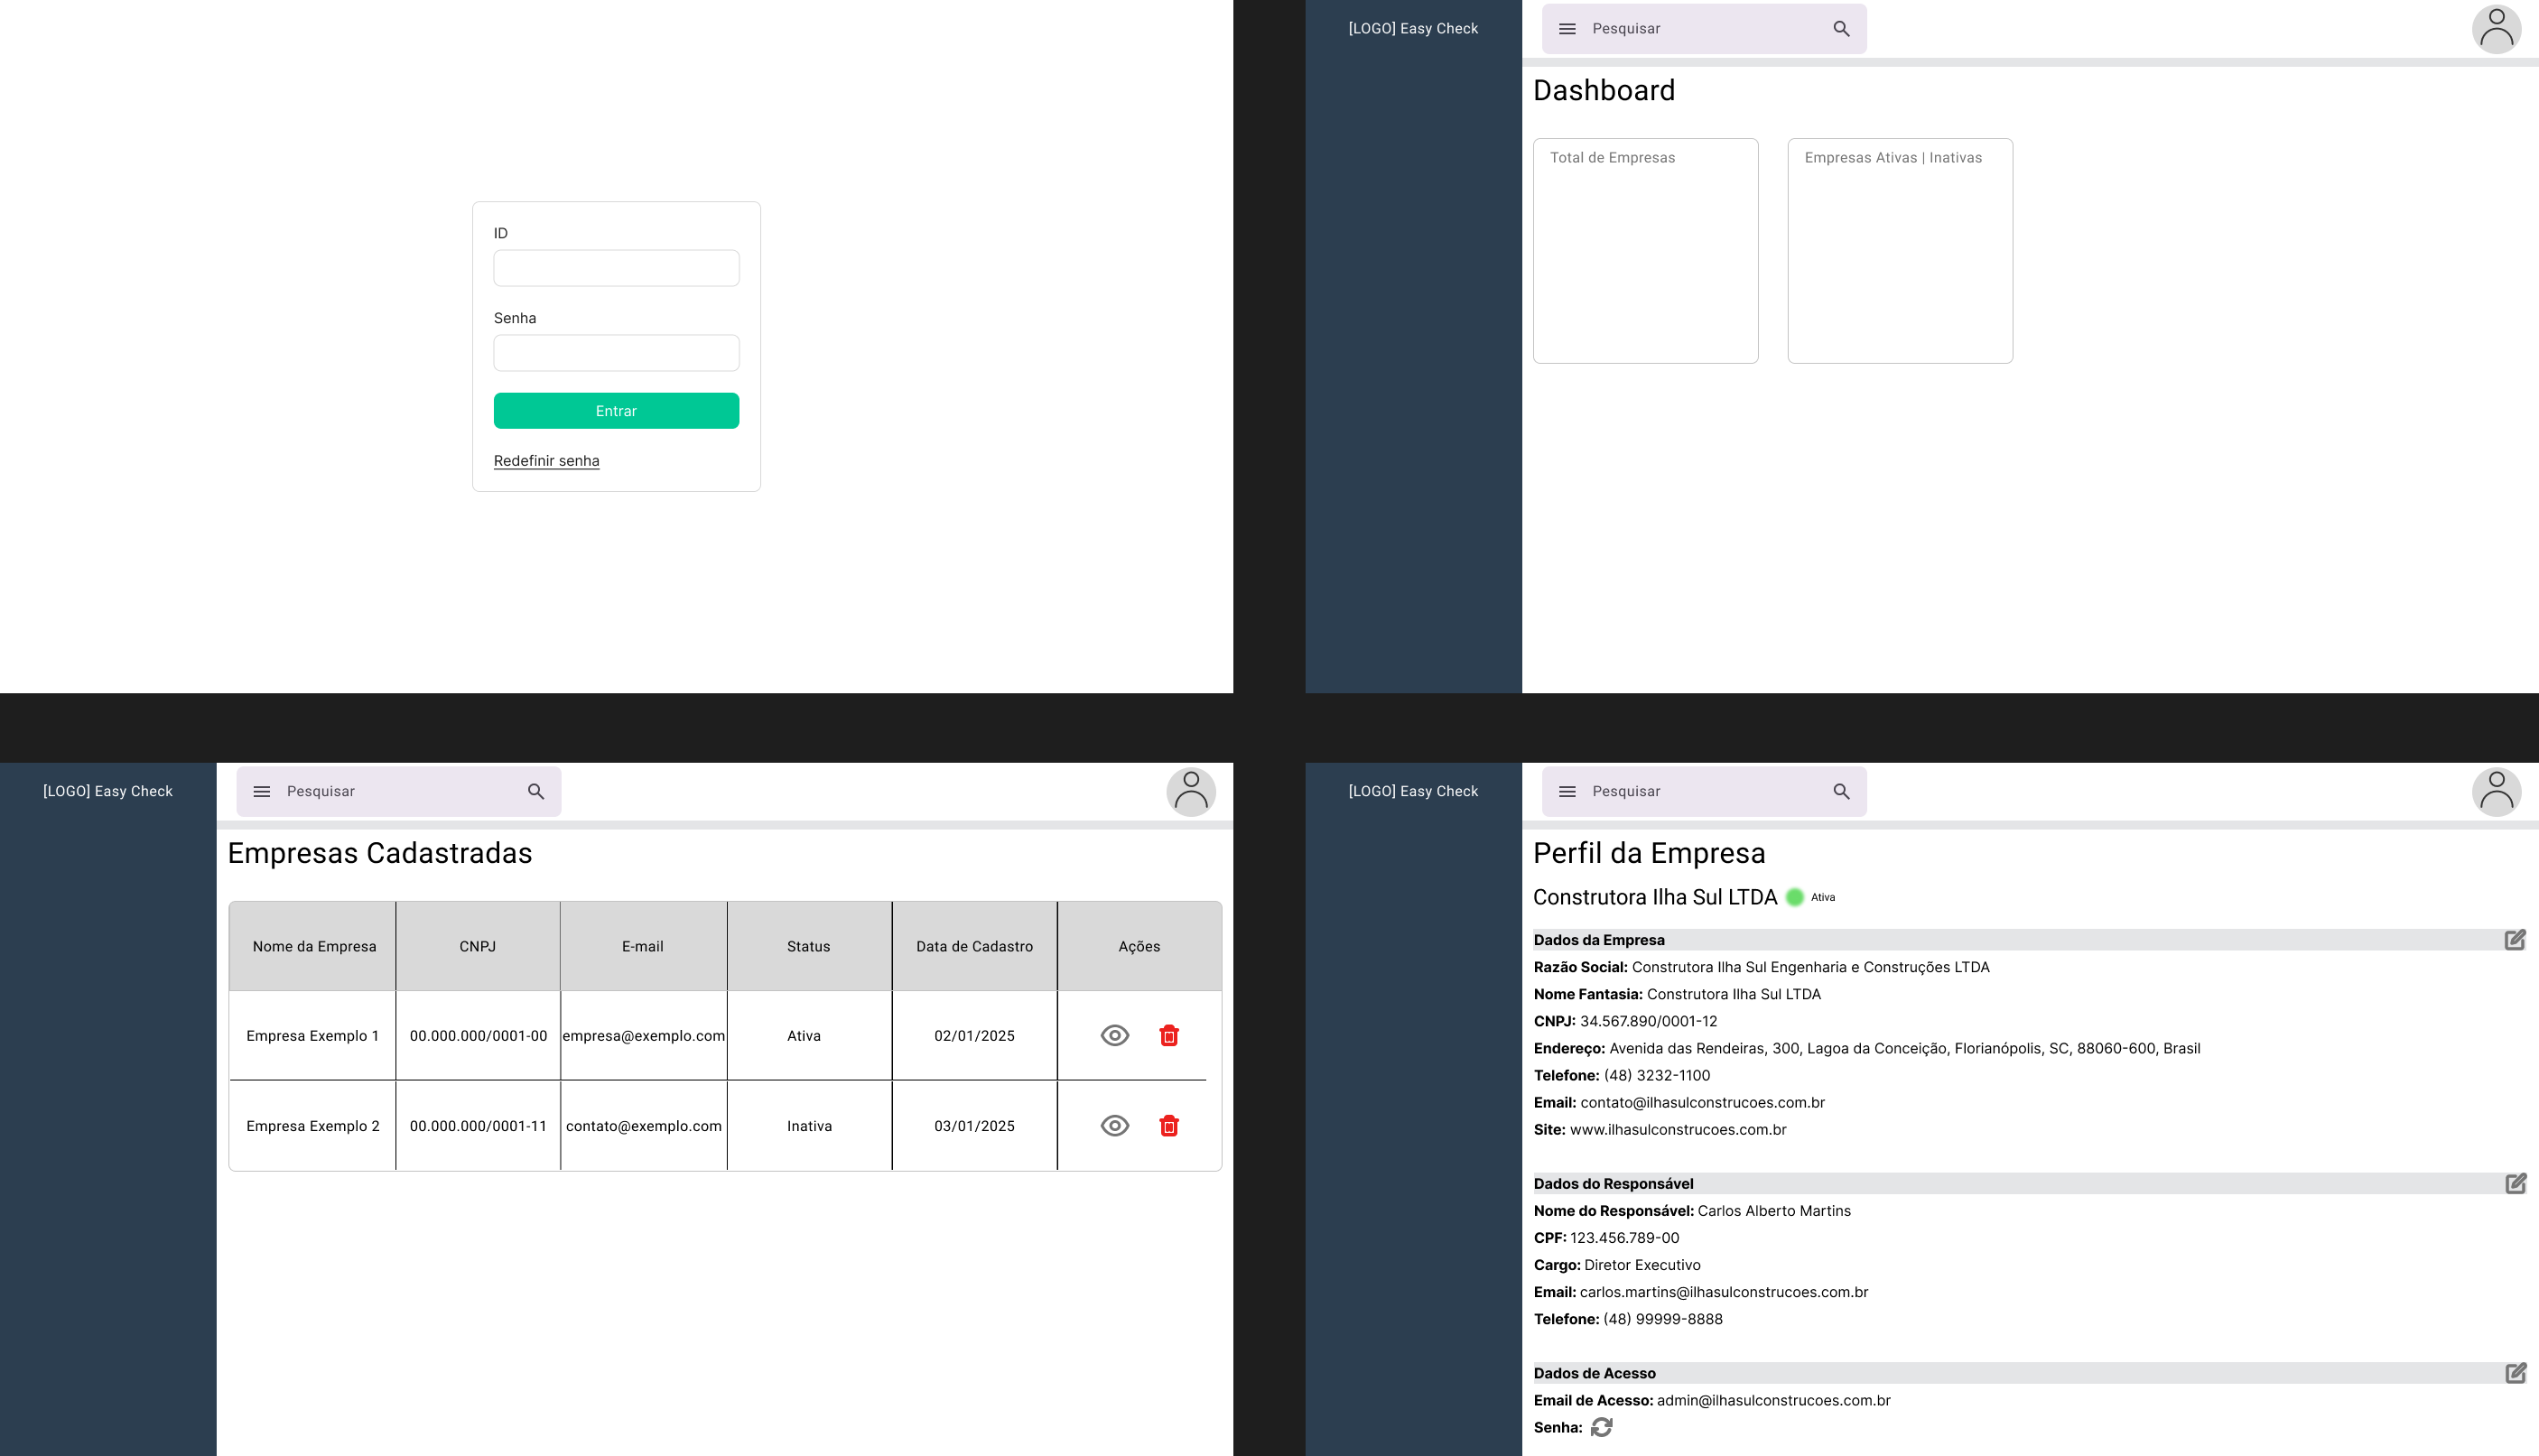 ID
Senha
Entrar
Redefinir senha
[LOGO] Easy Check
Pesquisar
Dashboard
Total de Empresas
Empresas Ativas | Inativas
[LOGO] Easy Check
Pesquisar
Empresas Cadastradas
Nome da Empresa CNPJ E-mail Status Data de Cadastro Ações
Empresa Exemplo 1 00.000.000/0001-00 empresa@exemplo.com Ativa 02/01/2025
Empresa Exemplo 2 00.000.000/0001-11 contato@exemplo.com Inativa 03/01/2025
[LOGO] Easy Check
Pesquisar
Perfil da Empresa
Construtora Ilha Sul LTDA Ativa
Dados da Empresa
Razão Social: Construtora Ilha Sul Engenharia e Construções LTDA
Nome Fantasia: Construtora Ilha Sul LTDA
CNPJ: 34.567.890/0001-12
Endereço: Avenida das Rendeiras, 300, Lagoa da Conceição, Florianópolis, SC, 88060-600, Brasil
Telefone: (48) 3232-1100
Email: contato@ilhasulconstrucoes.com.br
Site: www.ilhasulconstrucoes.com.br
Dados do Responsável
Nome do Responsável: Carlos Alberto Martins
CPF: 123.456.789-00
Cargo: Diretor Executivo
Email: carlos.martins@ilhasulconstrucoes.com.br
Telefone: (48) 99999-8888
Dados de Acesso
Email de Acesso: admin@ilhasulconstrucoes.com.br
Senha: